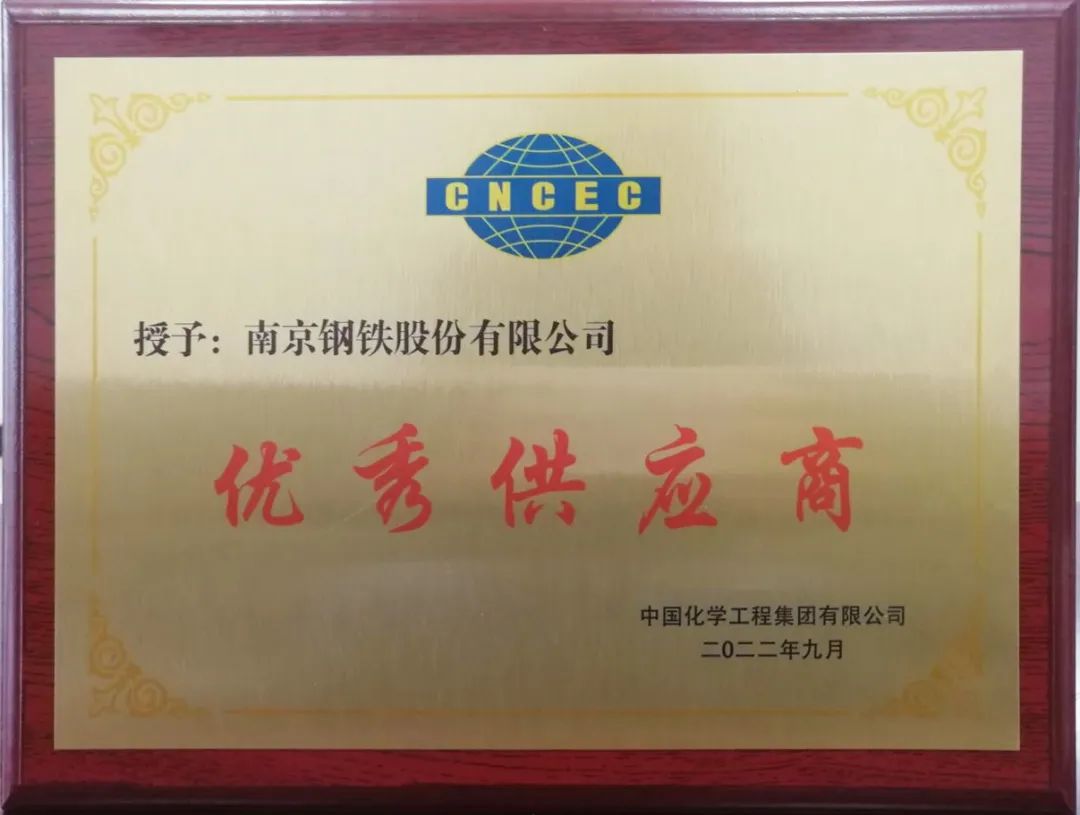 CNCEC
授予：南京钢铁股份有限公司
优秀供应商
中国化学工程集团有限公司
二0二二年九月